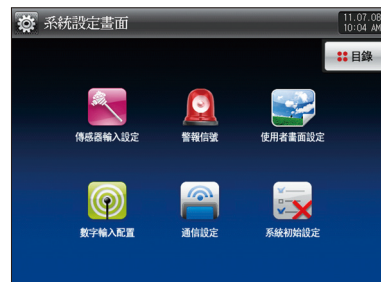 系統設定畫面
11.07.08
10:04 AM
目錄
傳感器輸入設定
警報信號
使用者畫面設定
數字輸入配置
通信設定
系統初始設定